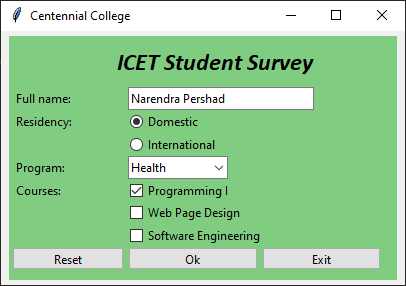 Centennial College
ICET Student Survey
Full name: Narendra Pershad
Residency: Domestic
International
Program: Health
Courses: Programming I
Web Page Design
Software Engineering
Reset Ok Exit